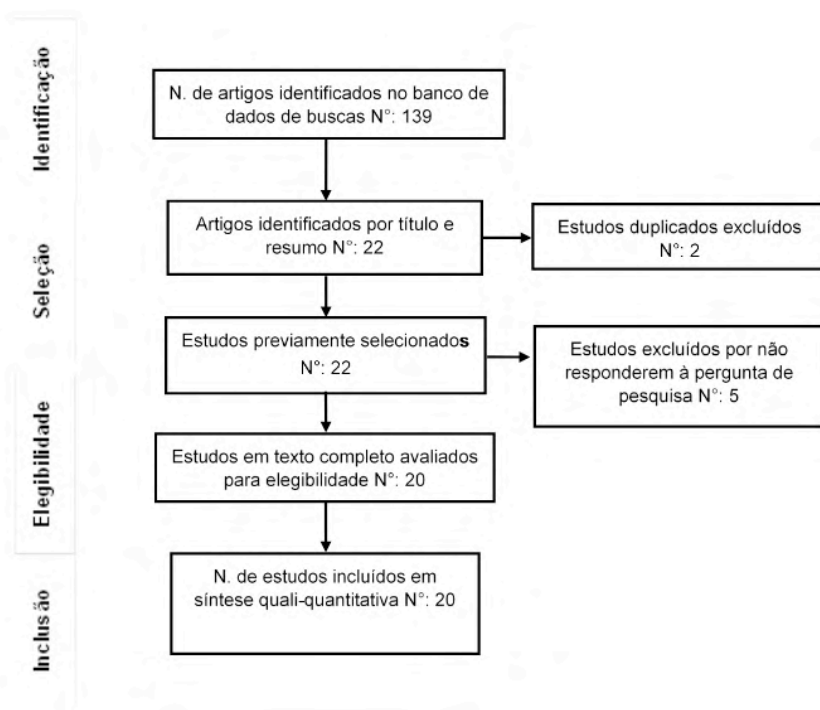 Identificação
N. de artigos identificados no banco de
dados de buscas N°: 139
Seleção
Artigos identificados por título e
resumo N°: 22
Estudos duplicados excluídos
N°: 2
Estudos previamente selecionados
N°: 22
Estudos excluídos por não
responderem à pergunta de
pesquisa N°: 5
Elegibilidade
Estudos em texto completo avaliados
para elegibilidade N°: 20
Inclusão
N. de estudos incluídos em
síntese quali-quantitativa N°: 20